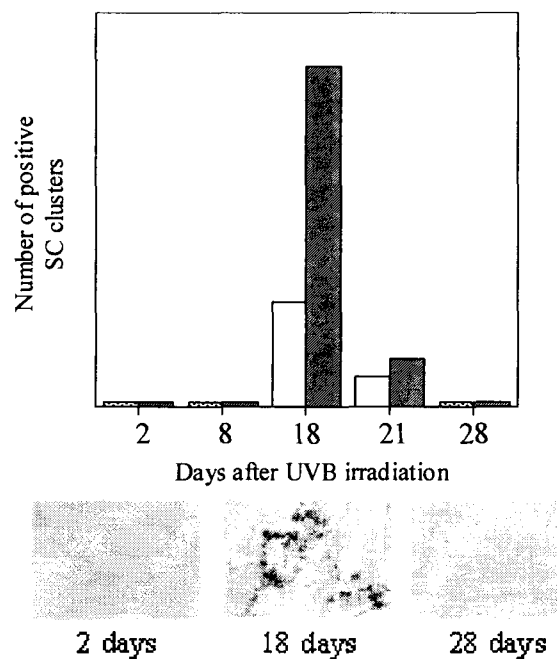 Number of positive
SC clusters
2 8 18 21 28
Days after UVB irradiation
2 days 18 days 28 days